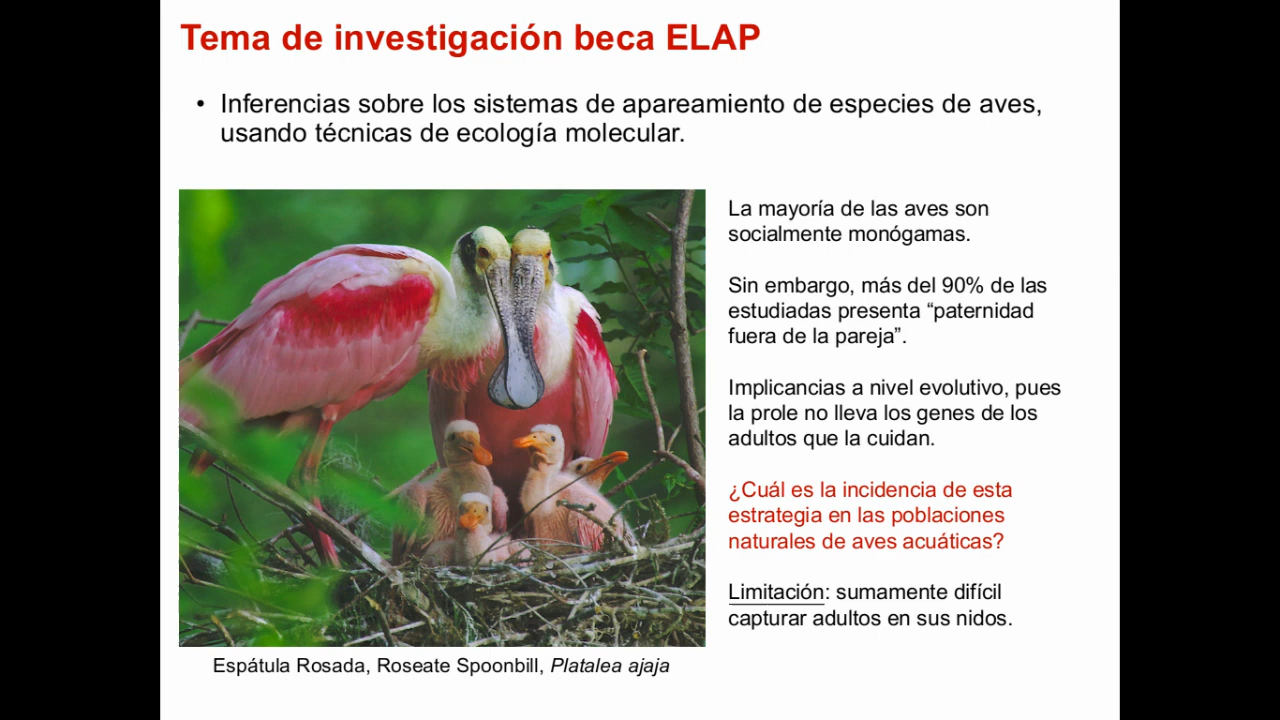 Tema de investigación beca ELAP
• Inferencias sobre los sistemas de apareamiento de especies de aves,
usando técnicas de ecología molecular.
La mayoría de las aves son
socialmente monógamas.
Sin embargo, más del 90% de las
estudiadas presenta “paternidad
fuera de la pareja”.
Implicancias a nivel evolutivo, pues
la prole no lleva los genes de los
adultos que la cuidan.
¿Cuál es la incidencia de esta
estrategia en las poblaciones
naturales de aves acuáticas?
Limitación: sumamente difícil
capturar adultos en sus nidos.
Espátula Rosada, Roseate Spoonbill, Platalea ajaja